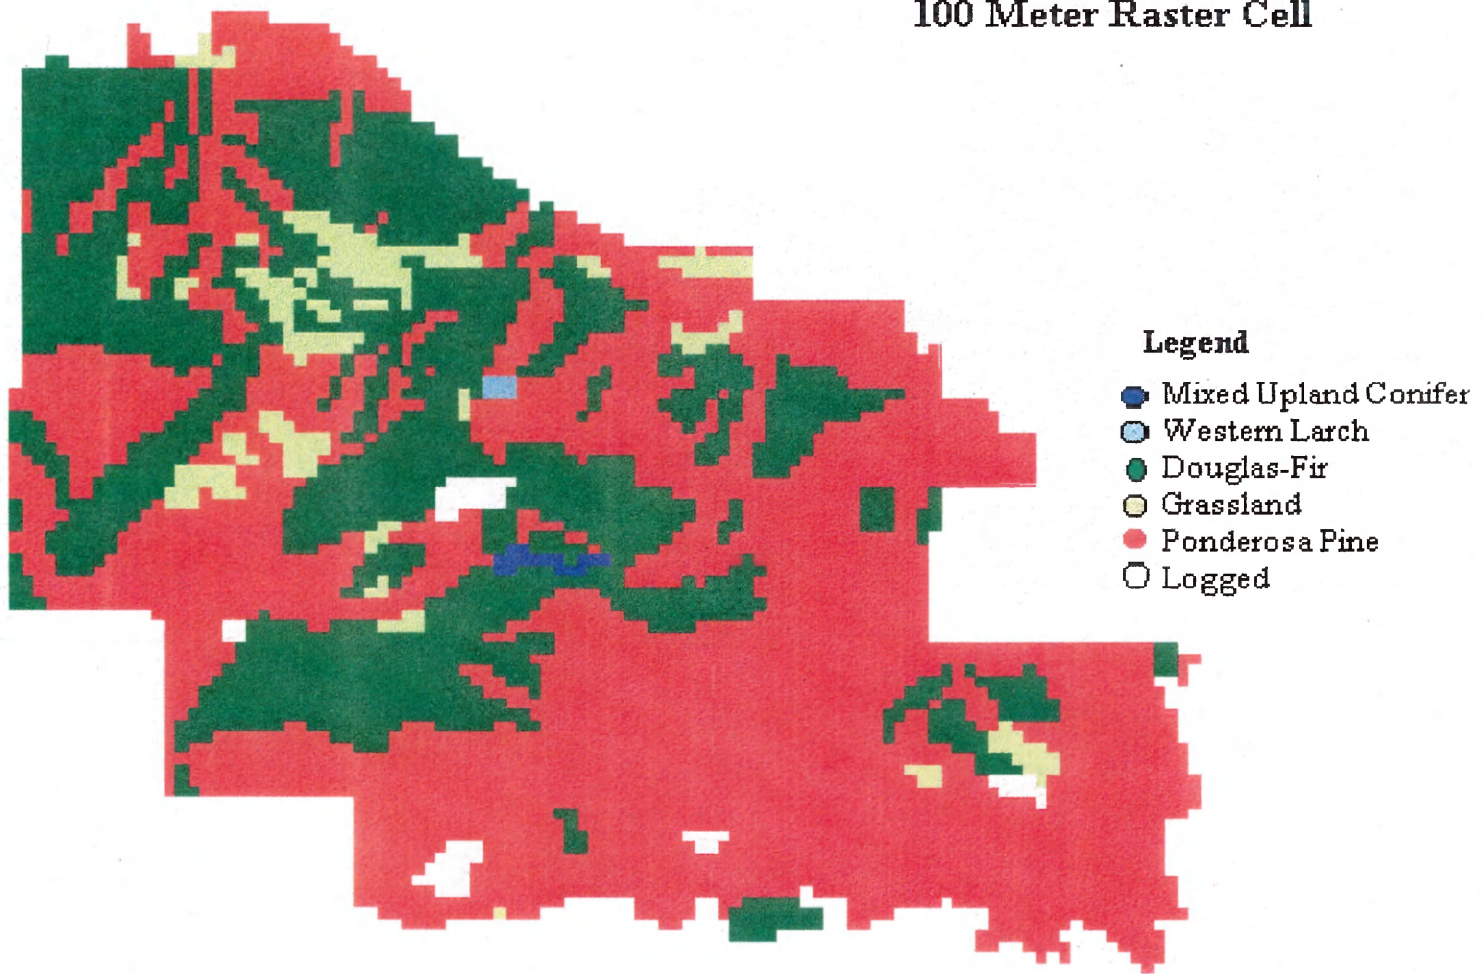 100 Meter Raster Cell
Legend
Mixed Upland Conifer
Western Larch
Douglas-Fir
Grassland
Ponderosa Pine
Logged